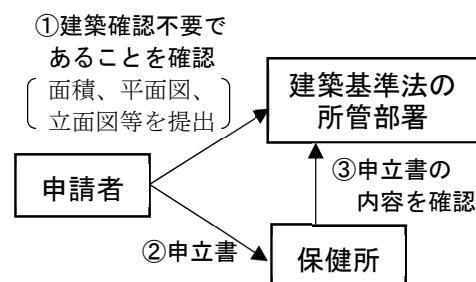 ①建築確認不要で
あることを確認
面積、平面図、
立面図等を提出
建築基準法の
所管部署
申請者
③申立書の
内容を確認
②申立書
保健所